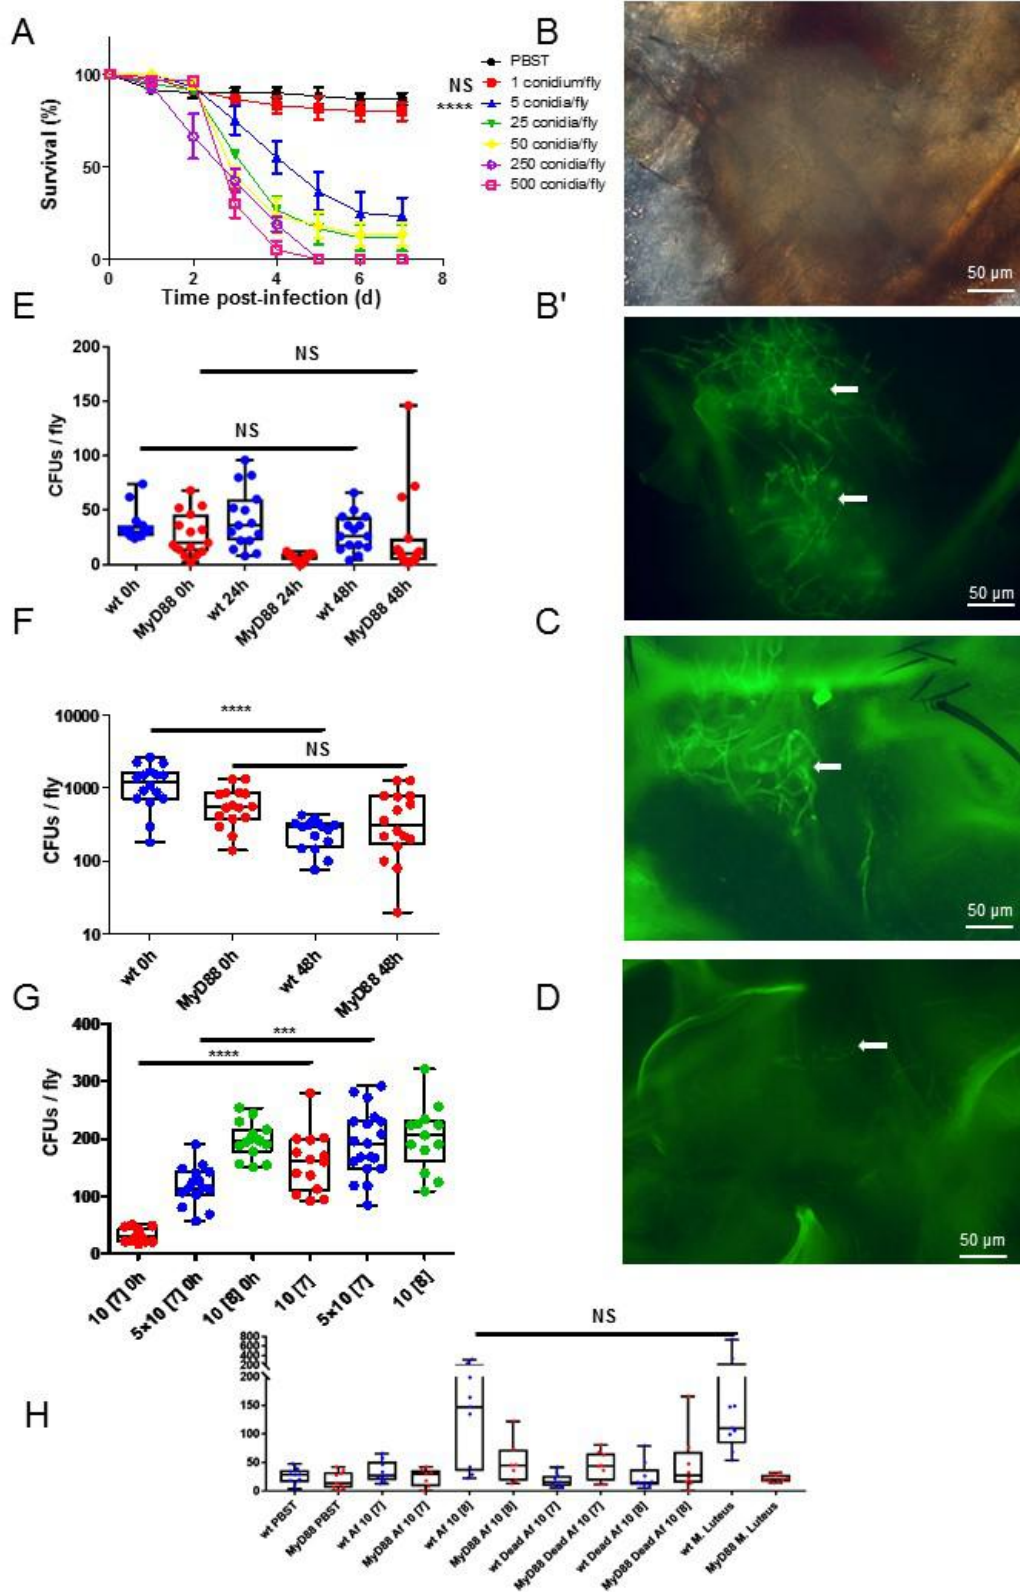 A
100
50
0
Survival (%)
0
2
4
6
8
Time post-infection (d)
PBST
1 conidium/fly
5 conidia/fly
25 conidia/fly
50 conidia/fly
250 conidia/fly
500 conidia/fly
NS
****
B
50 µm
B'
50 µm
C
50 µm
D
50 µm
E
200
150
100
50
0
CFUs / fly
NS
NS
wt 0h
MyD88 0h
wt 24h
MyD88 24h
wt 48h
MyD88 48h
F
10000
1000
100
10
CFUs / fly
****
NS
wt 0h
MyD88 0h
wt 48h
MyD88 48h
G
400
300
200
100
0
CFUs / fly
***
****
10 [7] 0h
5x10 [7] 0h
10 [8] 0h
10 [7]
5x10 [7]
10 [8]
H
800
600
400
200
200
150
100
50
0
NS
wt PBST
MyD88 PBST
wt Af 10 [7]
MyD88 Af 10 [7]
wt Af 10 [8]
MyD88 Af 10 [8]
wt Dead Af 10 [7]
MyD88 Dead Af 10 [7]
wt Dead Af 10 [8]
MyD88 Dead Af 10 [8]
wt M. Luteus
MyD88 M. Luteus